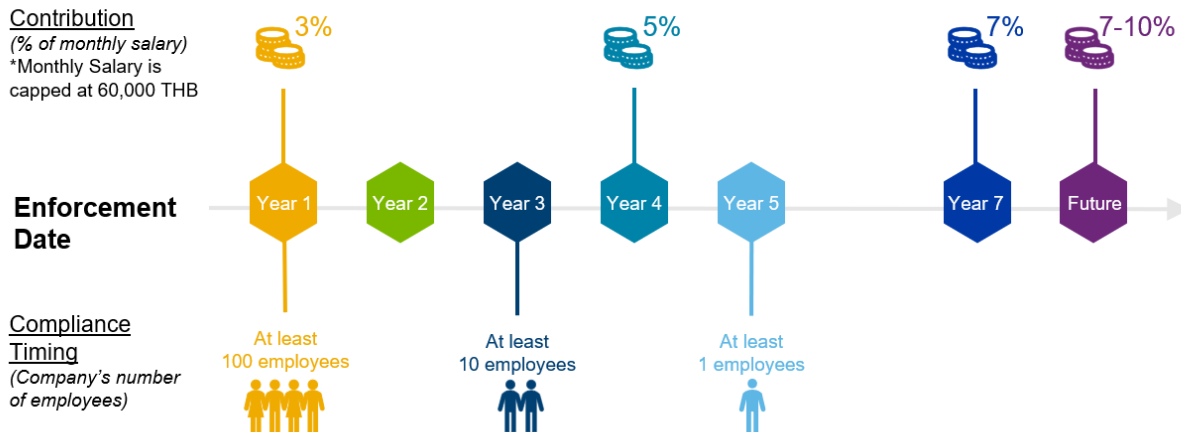 Contribution
(% of monthly salary)
*Monthly Salary is
capped at 60,000 THB
3%
5%
7%
7-10%
Enforcement
Date
Year 1
Year 2
Year 3
Year 4
Year 5
Year 7
Future
Compliance
Timing
(Company's number
of employees)
At least
100 employees
At least
10 employees
At least
1 employees